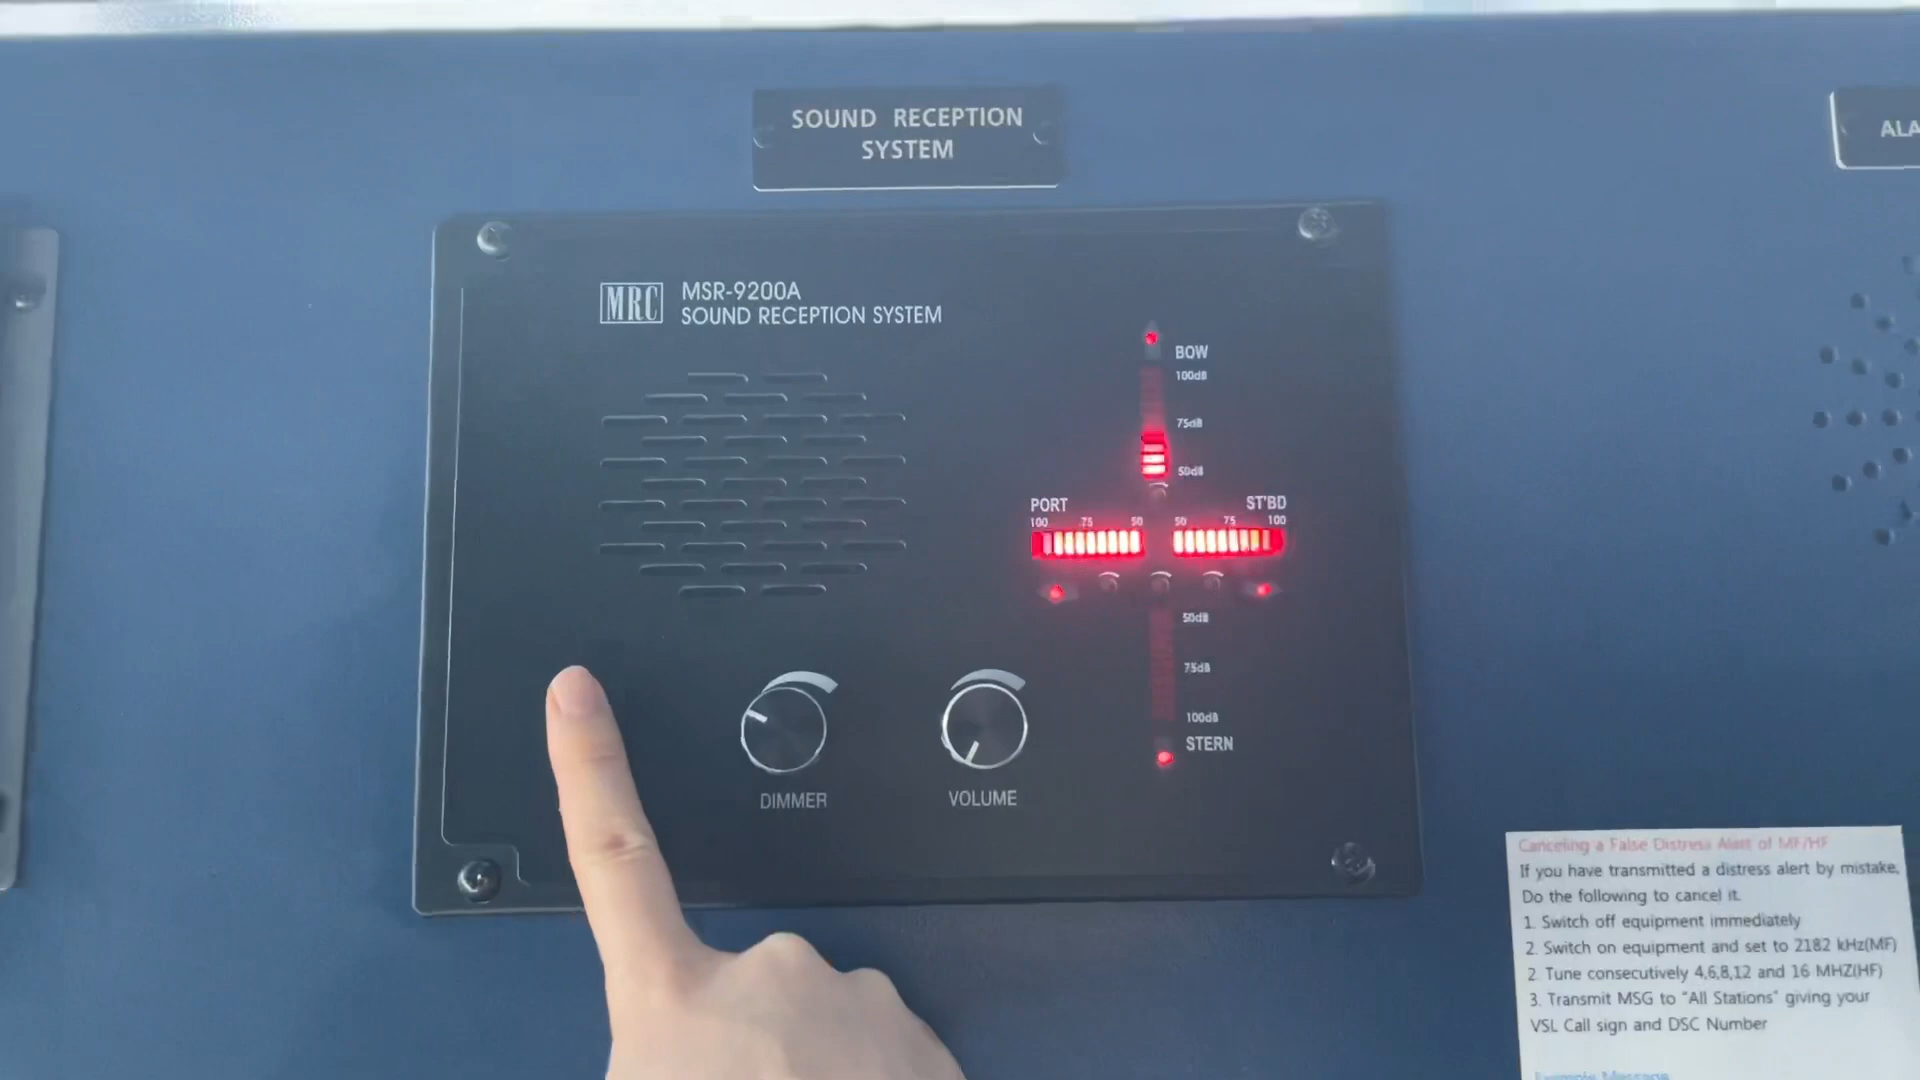 SOUND RECEPTION
SYSTEM
ALA
MRC
MSR-9200A
SOUND RECEPTION SYSTEM
BOW
100dB
75dB
50dB
PORT
ST'BD
100 75 50 50 75 100
50dB
75dB
100dB
STERN
DIMMER
VOLUME
Canceling a False Distress Alert of MF/HF
If you have transmitted a distress alert by mistake,
Do the following to cancel it.
1. Switch off equipment immediately
2. Switch on equipment and set to 2182 kHz(MF)
2. Tune consecutively 4,6,8,12 and 16 MHZ(HF)
3. Transmit MSG to "All Stations" giving your
VSL Call sign and DSC Number
Example Message